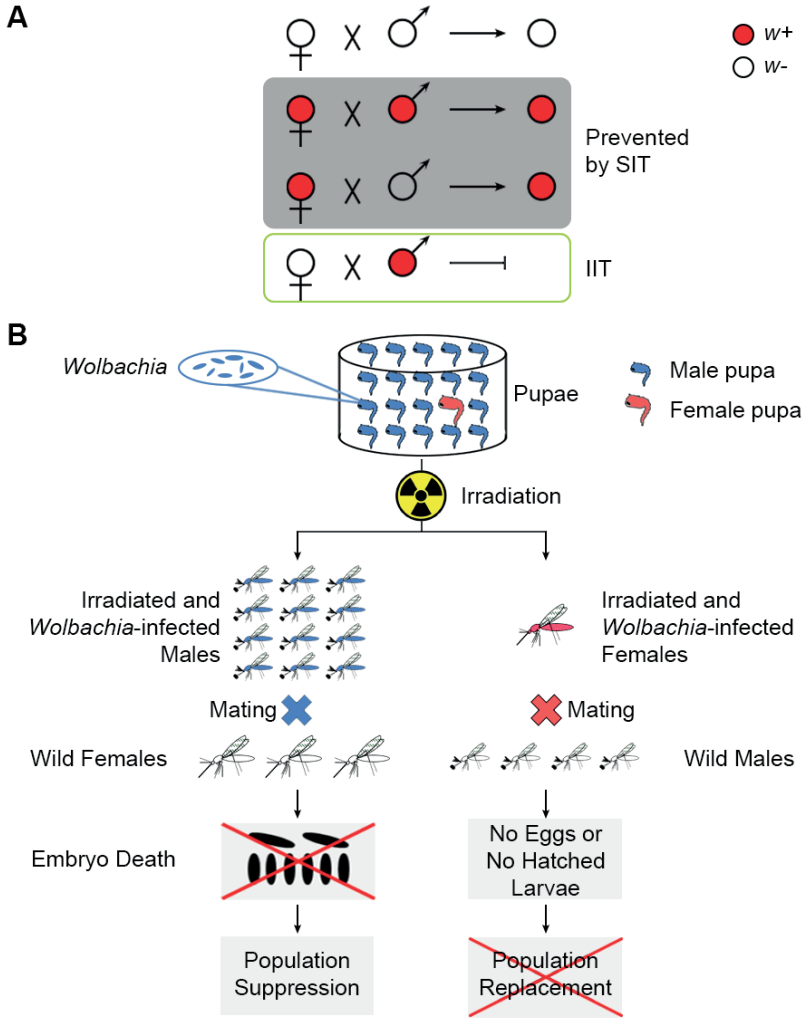 A
w+
w-
Prevented
by SIT
IIT
B
Wolbachia
Pupae
Male pupa
Female pupa
Irradiation
Irradiated and
Wolbachia-infected
Males
Irradiated and
Wolbachia-infected
Females
Mating
Mating
Wild Females
Wild Males
Embryo Death
No Eggs or
No Hatched
Larvae
Population
Suppression
Population
Replacement